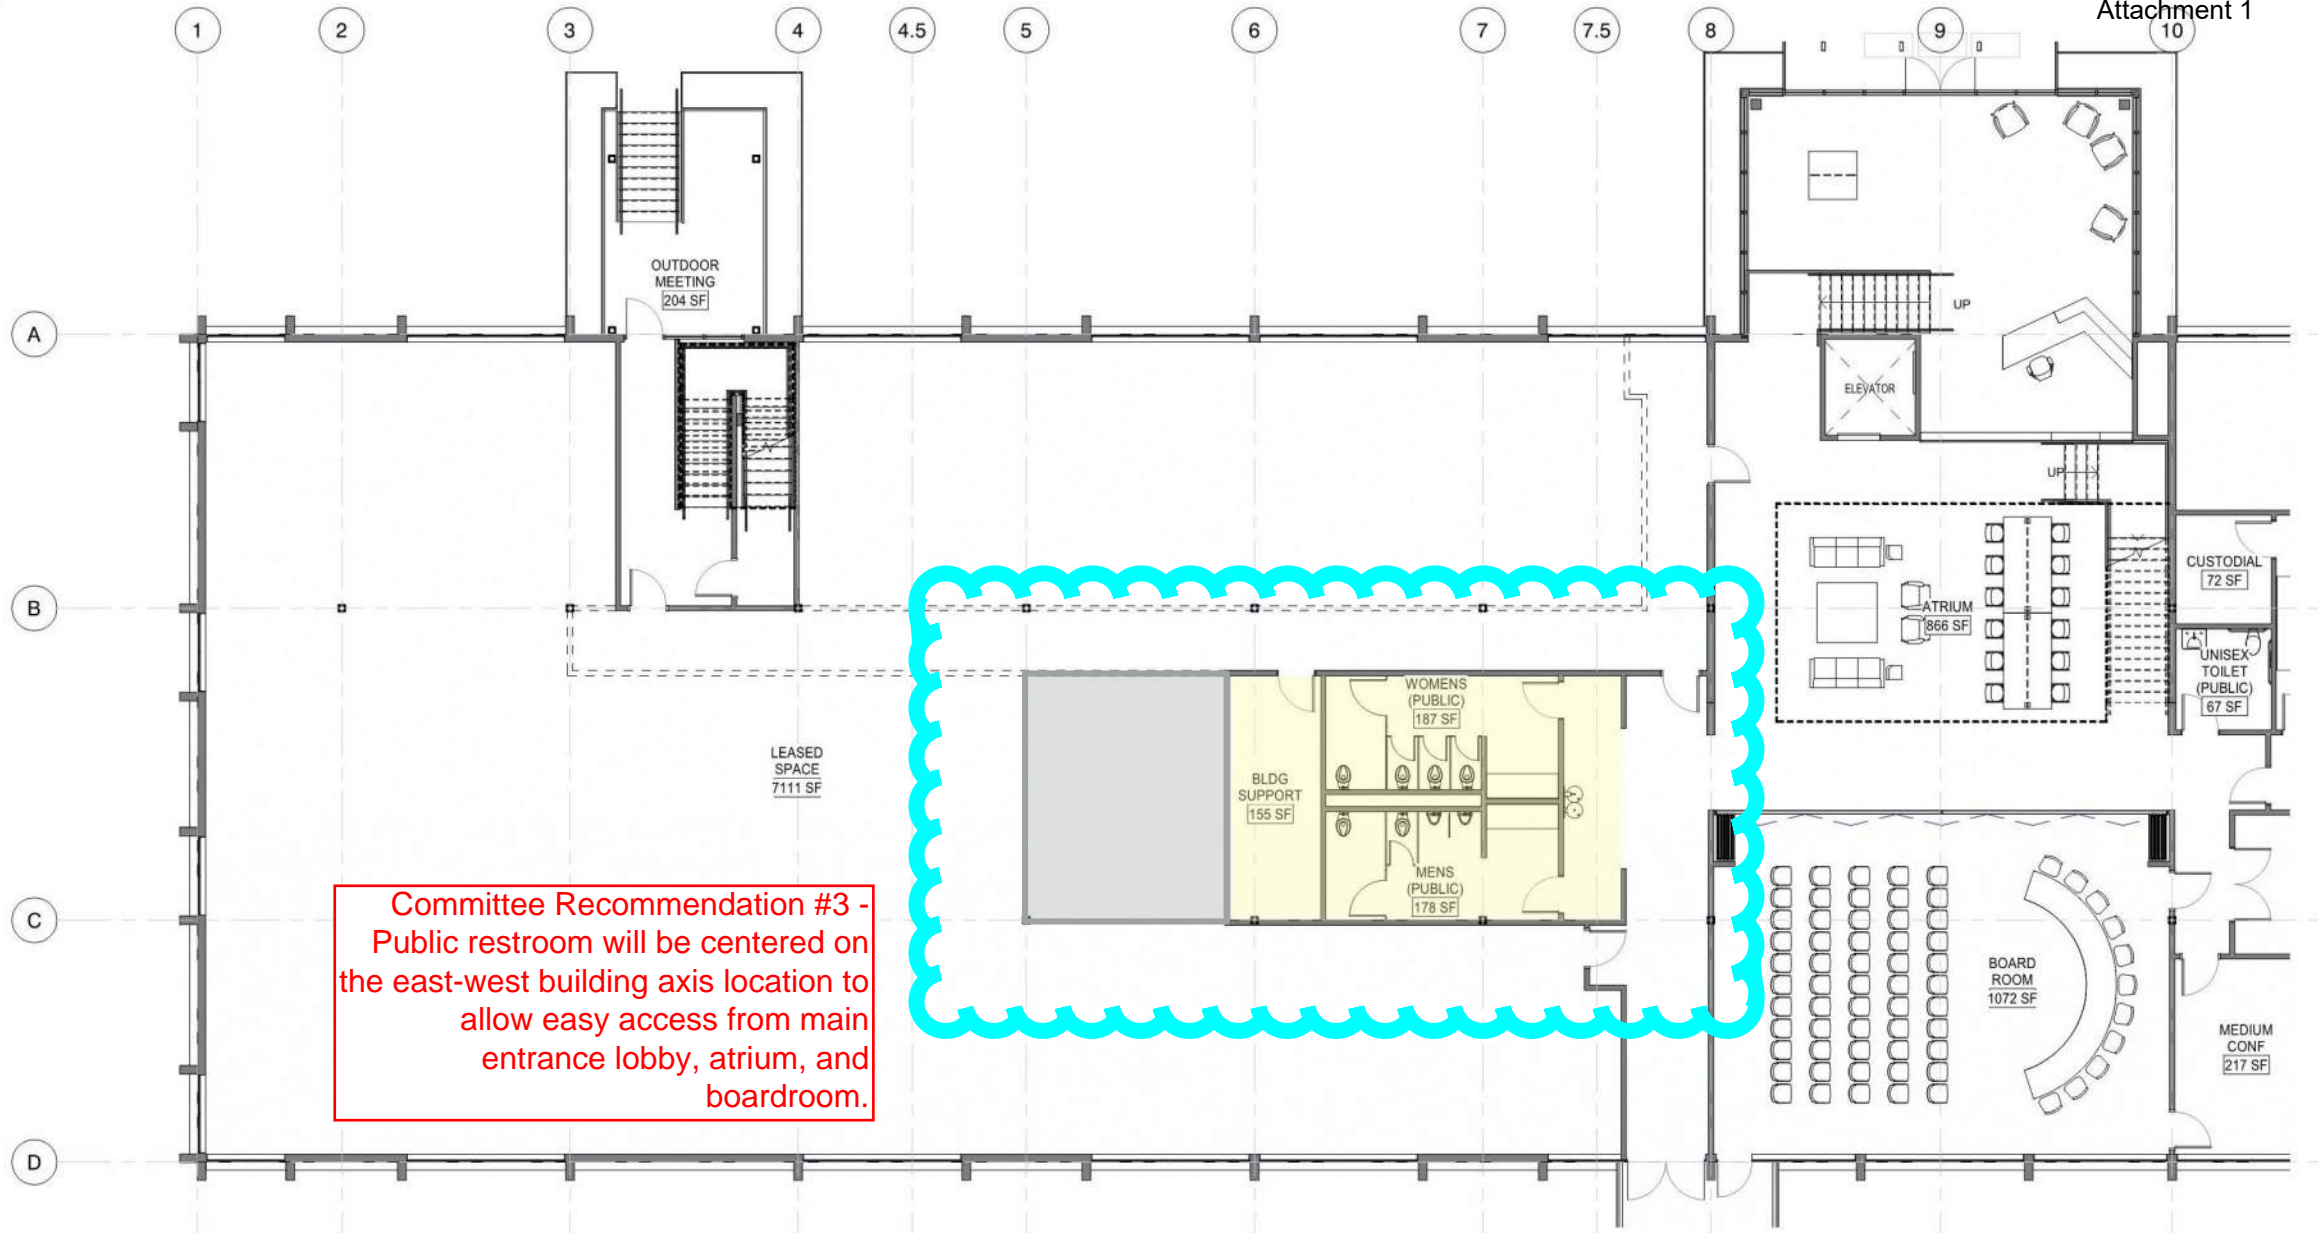 Attachment 1
1 2 3 4 4.5 5 6 7 7.5 8 9 10
OUTDOOR
MEETING
204 SF
UP
A
ELEVATOR
UP
CUSTODIAL
72 SF
B
ATRIUM
866 SF
UNISEX
TOILET
(PUBLIC)
67 SF
WOMENS
(PUBLIC)
187 SF
LEASED
SPACE
7111 SF
BLDG
SUPPORT
155 SF
MENS
(PUBLIC)
178 SF
C
Committee Recommendation #3 -
Public restroom will be centered on
the east-west building axis location to
allow easy access from main
entrance lobby, atrium, and
boardroom.
BOARD
ROOM
1072 SF
MEDIUM
CONF
217 SF
D